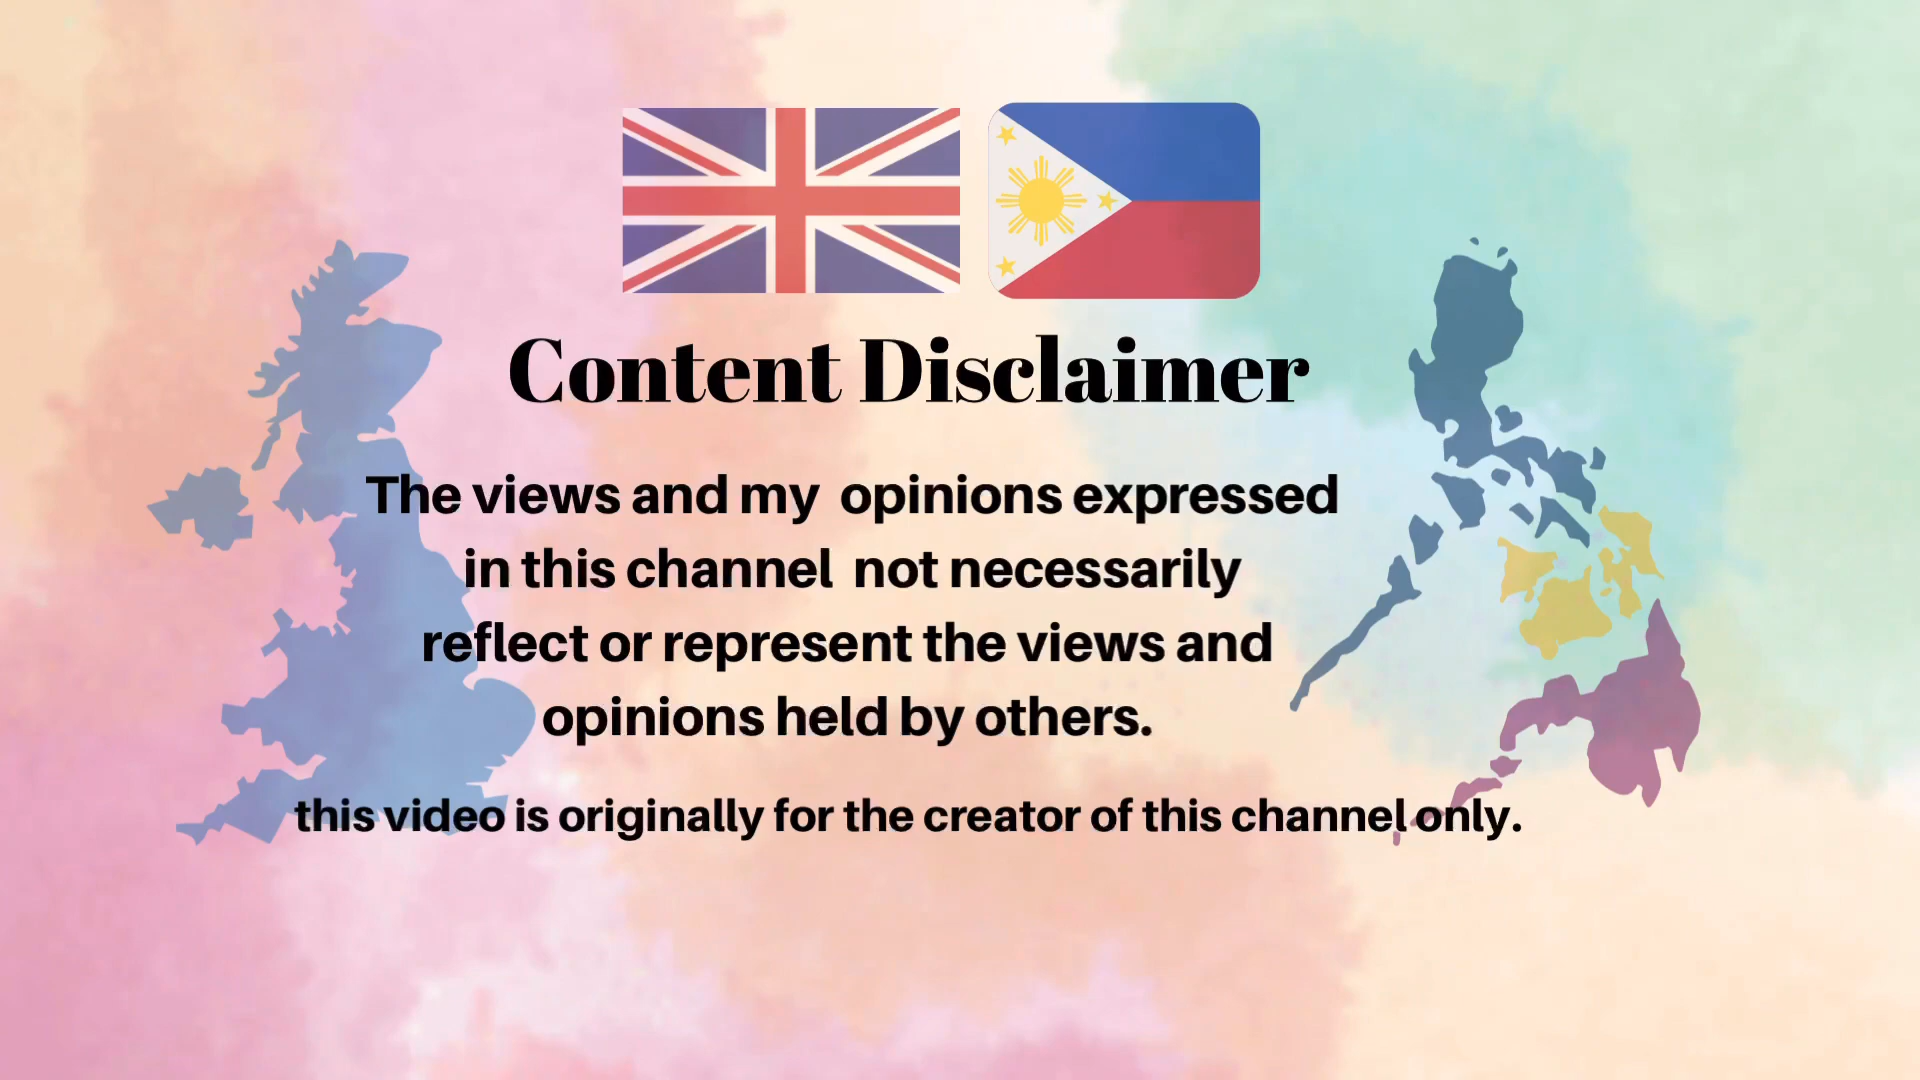 Content Disclaimer
The views and my opinions expressed
in this channel not necessarily
reflect or represent the views and
opinions held by others.
this video is originally for the creator of this channel only.